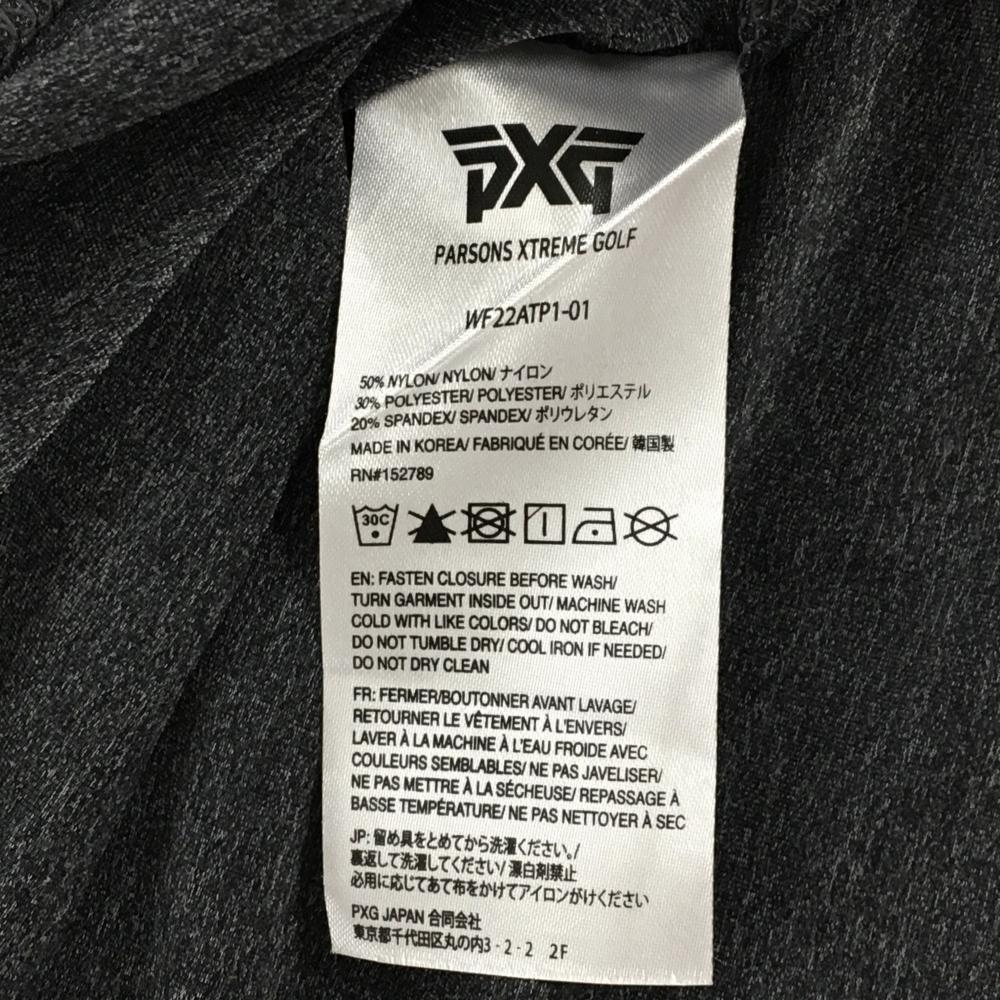 PXG
PARSONS XTREME GOLF
WF22ATP1-01
50% NYLON/ NYLON/ ナイロン
30% POLYESTER/ POLYESTER/ ポリエステル
20% SPANDEX/ SPANDEX/ ポリウレタン
MADE IN KOREA/ FABRIQUÉ EN CORÉE/ 韓国製
RN#152789
30C
EN: FASTEN CLOSURE BEFORE WASH/
TURN GARMENT INSIDE OUT/ MACHINE WASH
COLD WITH LIKE COLORS/ DO NOT BLEACH/
DO NOT TUMBLE DRY/ COOL IRON IF NEEDED/
DO NOT DRY CLEAN
FR: FERMER/BOUTONNER AVANT LAVAGE/
RETOURNER LE VÊTEMENT À L'ENVERS/
LAVER À LA MACHINE À L'EAU FROIDE AVEC
COULEURS SEMBLABLES/ NE PAS JAVELISER/
NE PAS METTRE À LA SÉCHEUSE/ REPASSAGE À
BASSE TEMPÉRATURE/ NE PAS NETTOYER À SEC
JP: 留め具をとめてから洗濯ください。/
裏返して洗濯してください/ 漂白剤禁止
必用に応じてあて布をかけてアイロンがけください
PXG JAPAN 合同会社
東京都千代田区丸の内3-2-2 2F